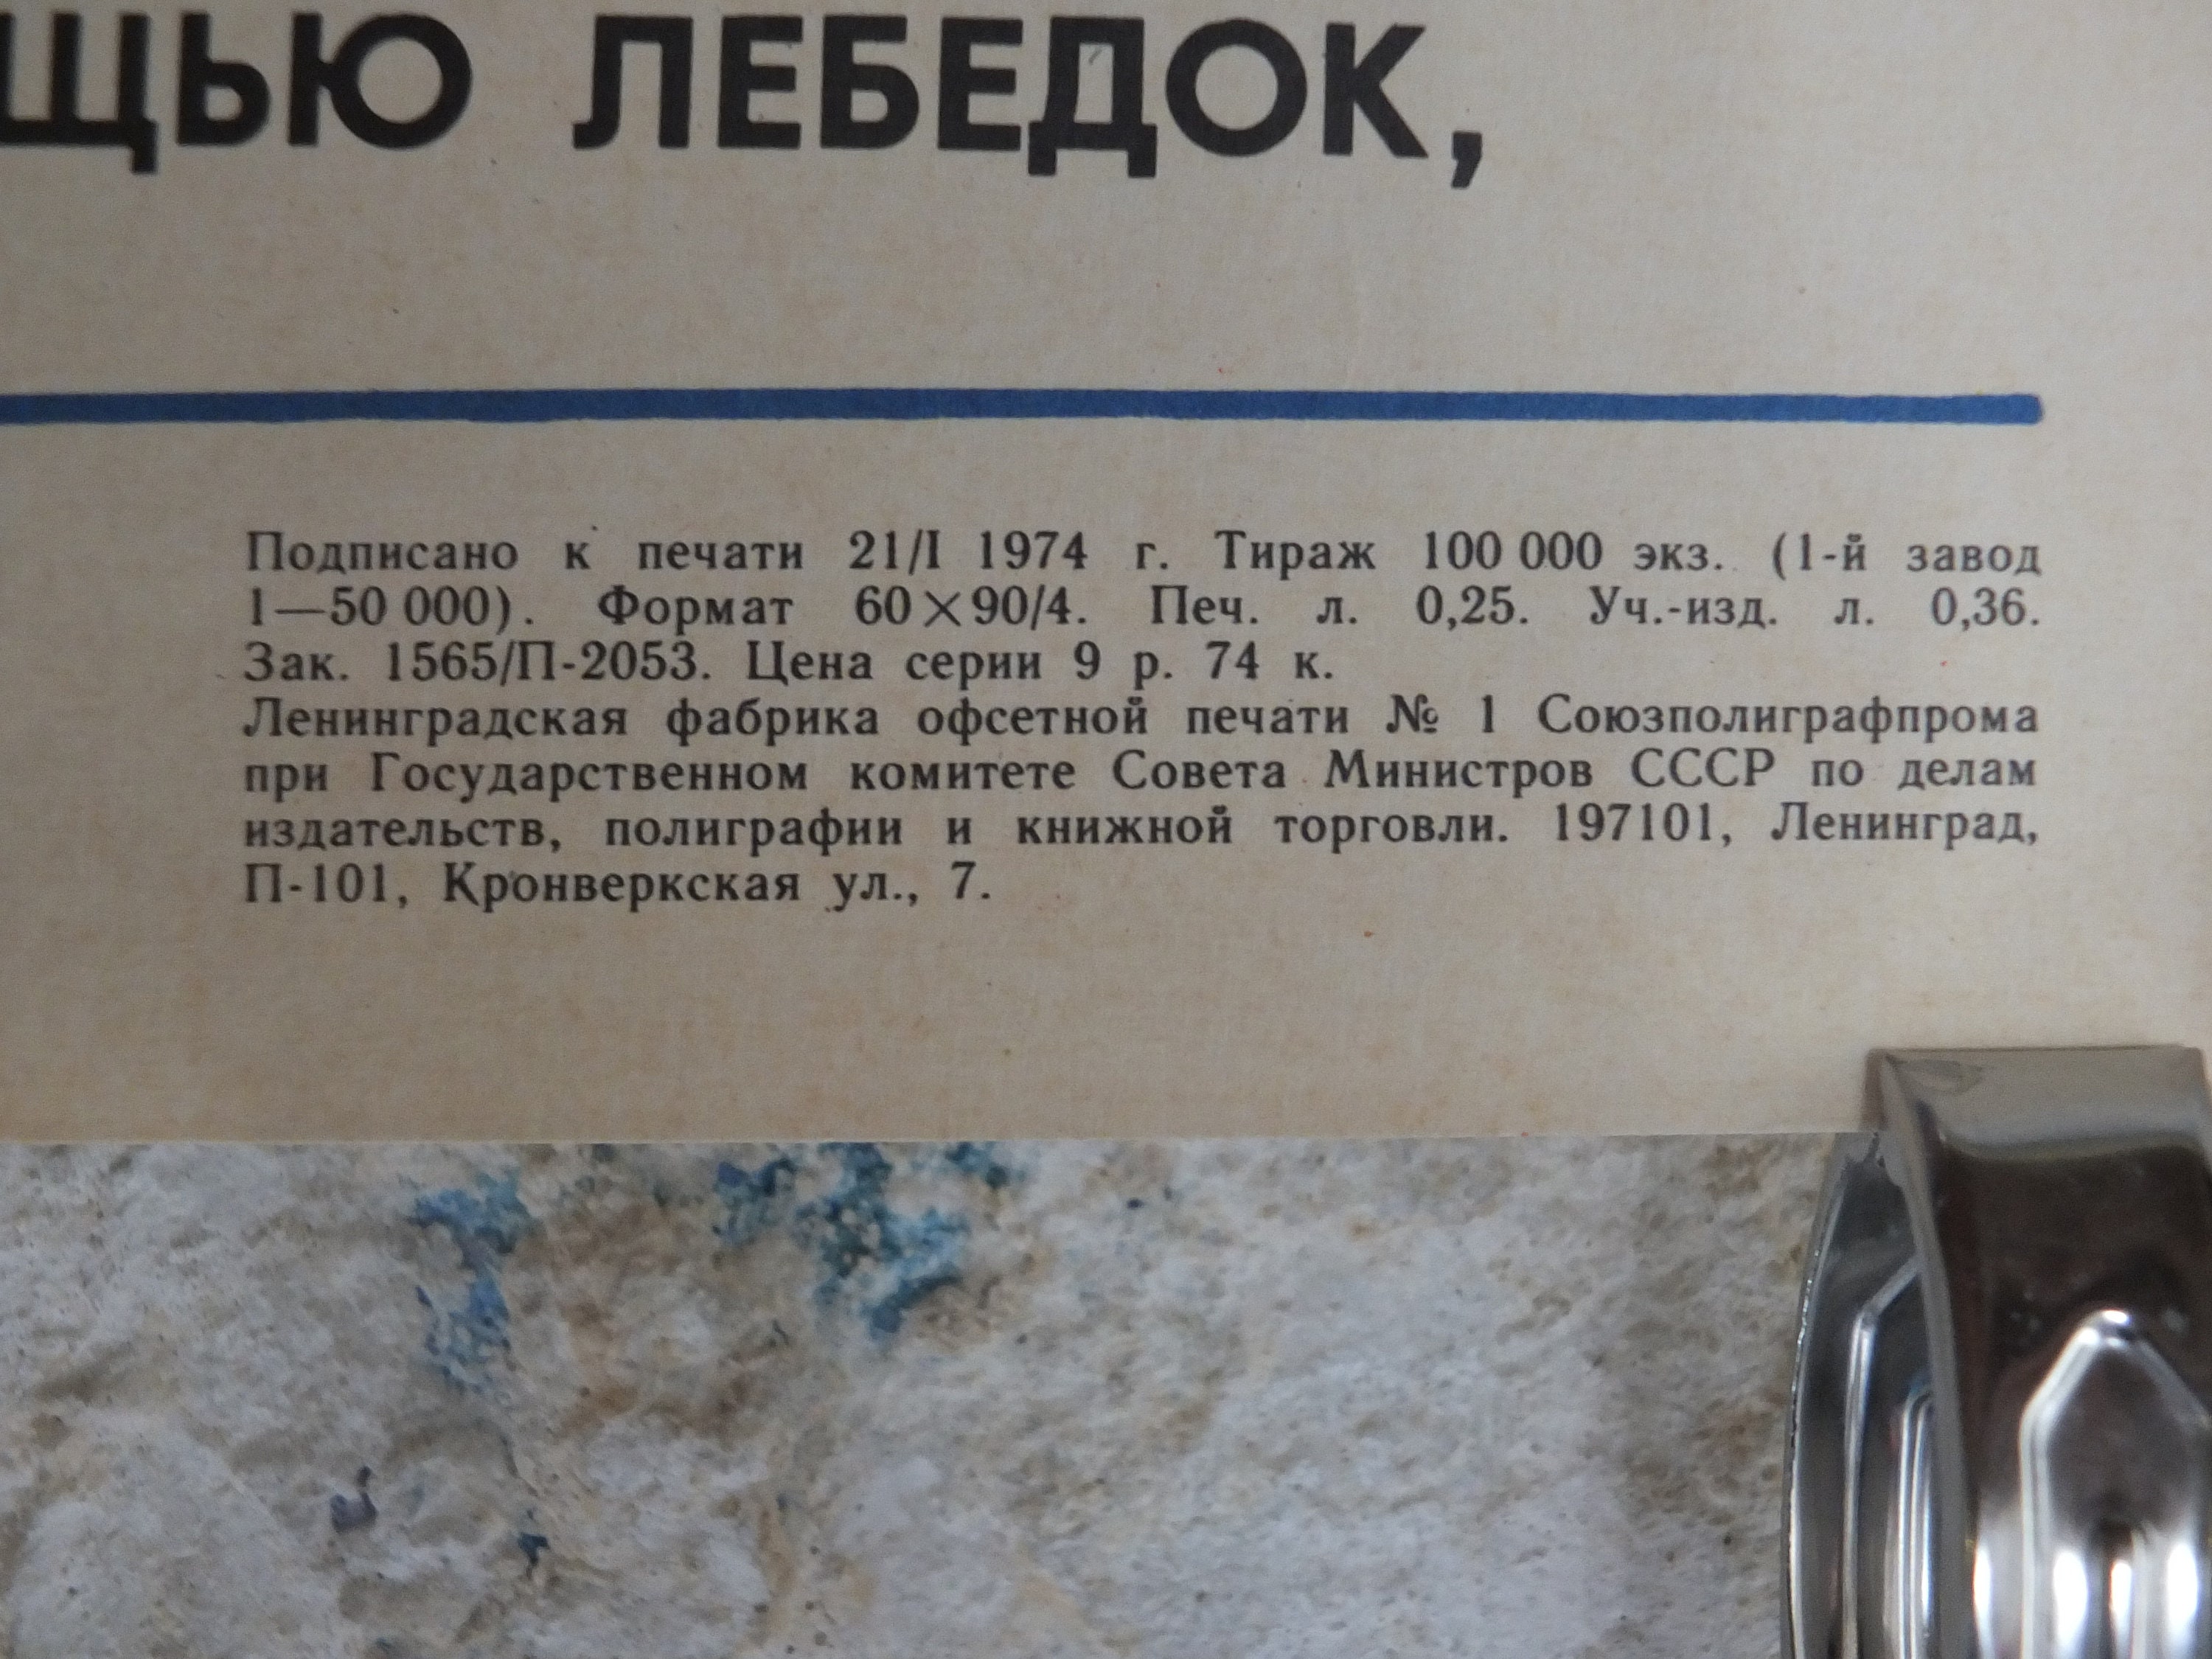 ЩЬЮ ЛЕБЕДОК,
Подписано к печати 21/I 1974 г. Тираж 100 000 экз. (1-й завод
1—50 000). Формат 60×90/4. Печ. л. 0,25. Уч.-изд. л. 0,36.
Зак. 1565/П-2053. Цена серии 9 р. 74 к.
Ленинградская фабрика офсетной печати № 1 Союзполиграфпрома
при Государственном комитете Совета Министров СССР по делам
издательств, полиграфии и книжной торговли. 197101, Ленинград,
П-101, Кронверкская ул., 7.